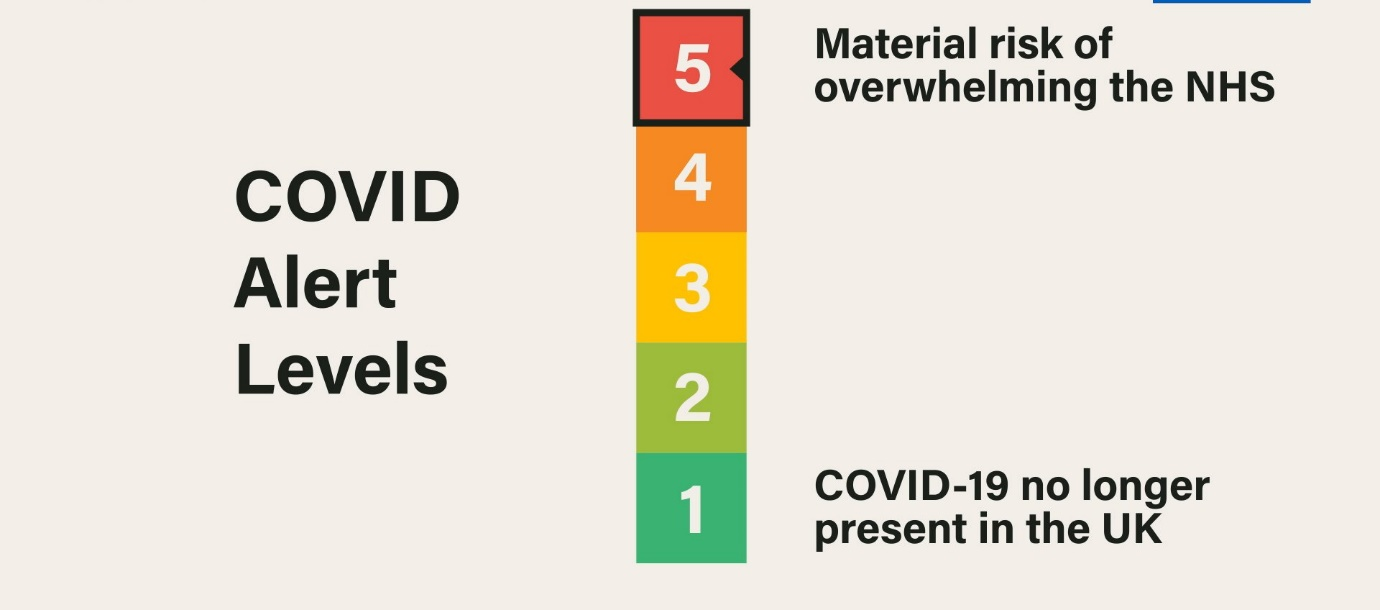 COVID
Alert
Levels
5
Material risk of
overwhelming the NHS
4
3
2
1
COVID-19 no longer
present in the UK